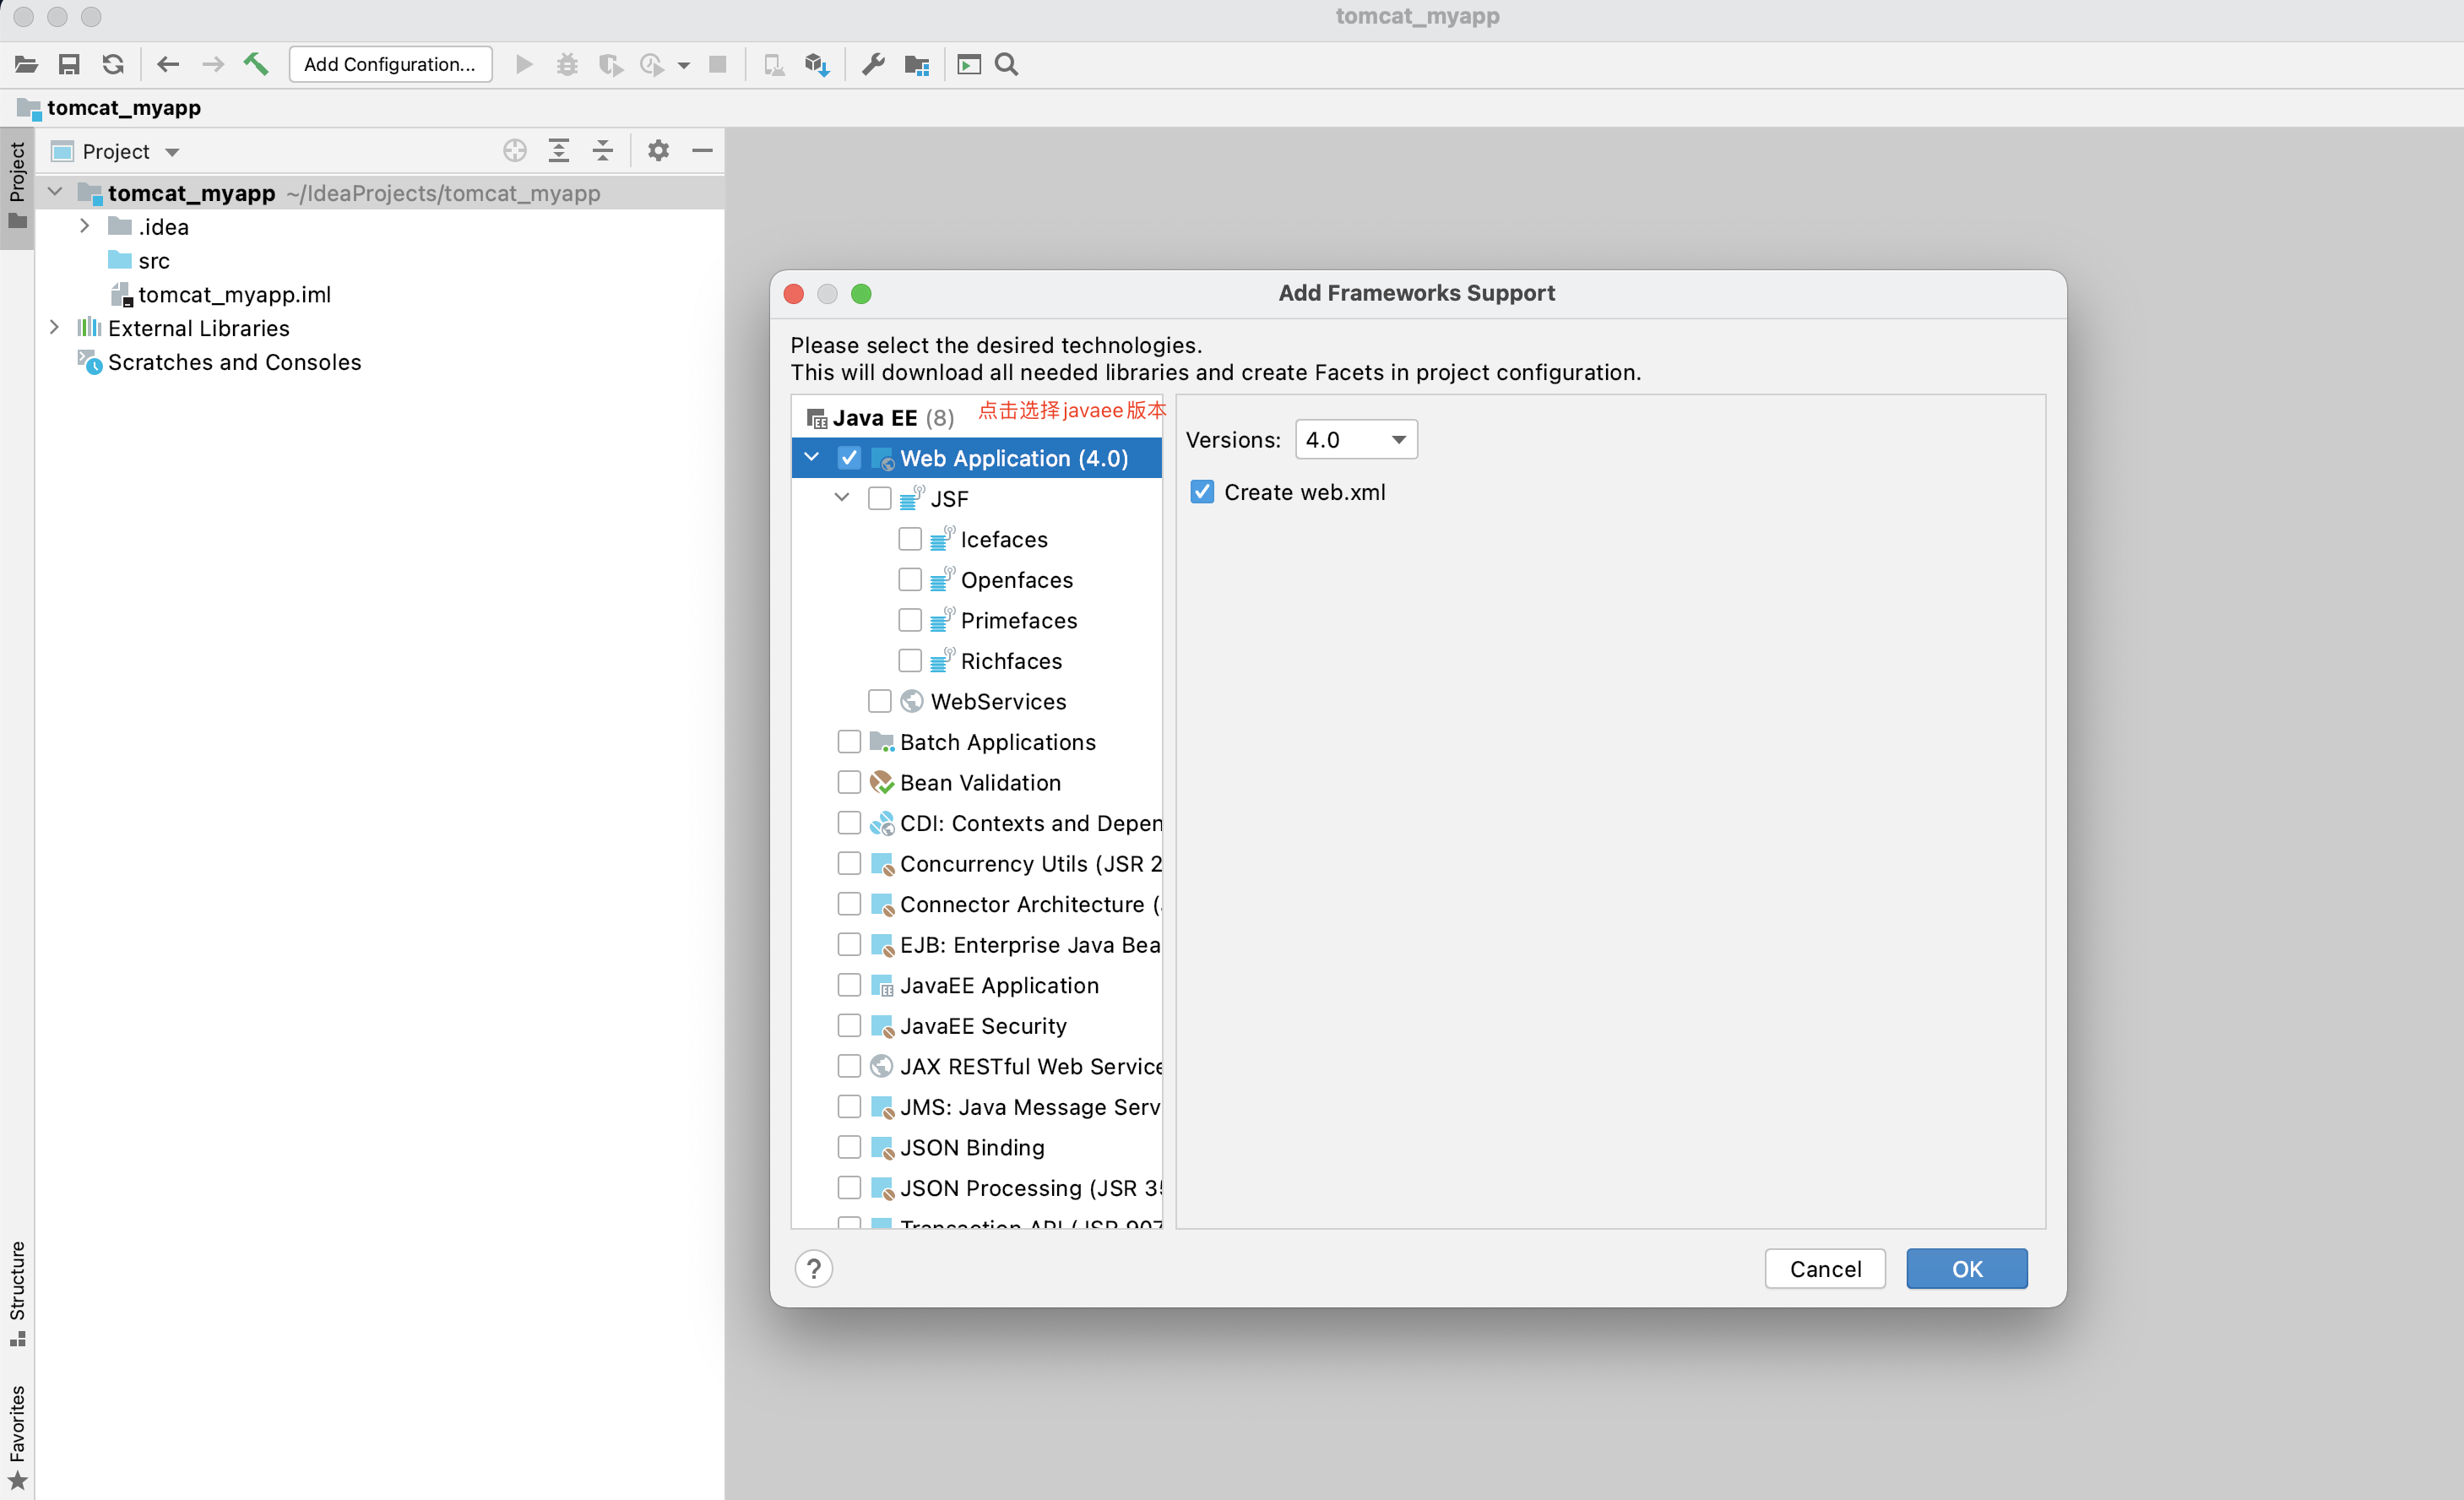 tomcat_myapp
Add Configuration...
tomcat_myapp
Project
Project
tomcat_myapp ~/IdeaProjects/tomcat_myapp
.idea
src
tomcat_myapp.iml
External Libraries
Scratches and Consoles
Structure
Favorites
Add Frameworks Support
Please select the desired technologies.
This will download all needed libraries and create Facets in project configuration.
Java EE (8) 点击选择javaee版本
Web Application (4.0)
JSF
Icefaces
Openfaces
Primefaces
Richfaces
WebServices
Batch Applications
Bean Validation
CDI: Contexts and Depen
Concurrency Utils (JSR 2
Connector Architecture (
EJB: Enterprise Java Bea
JavaEE Application
JavaEE Security
JAX RESTful Web Service
JMS: Java Message Serv
JSON Binding
JSON Processing (JSR 35
Transaction API (JSR 907
Versions: 4.0
Create web.xml
?
Cancel
OK